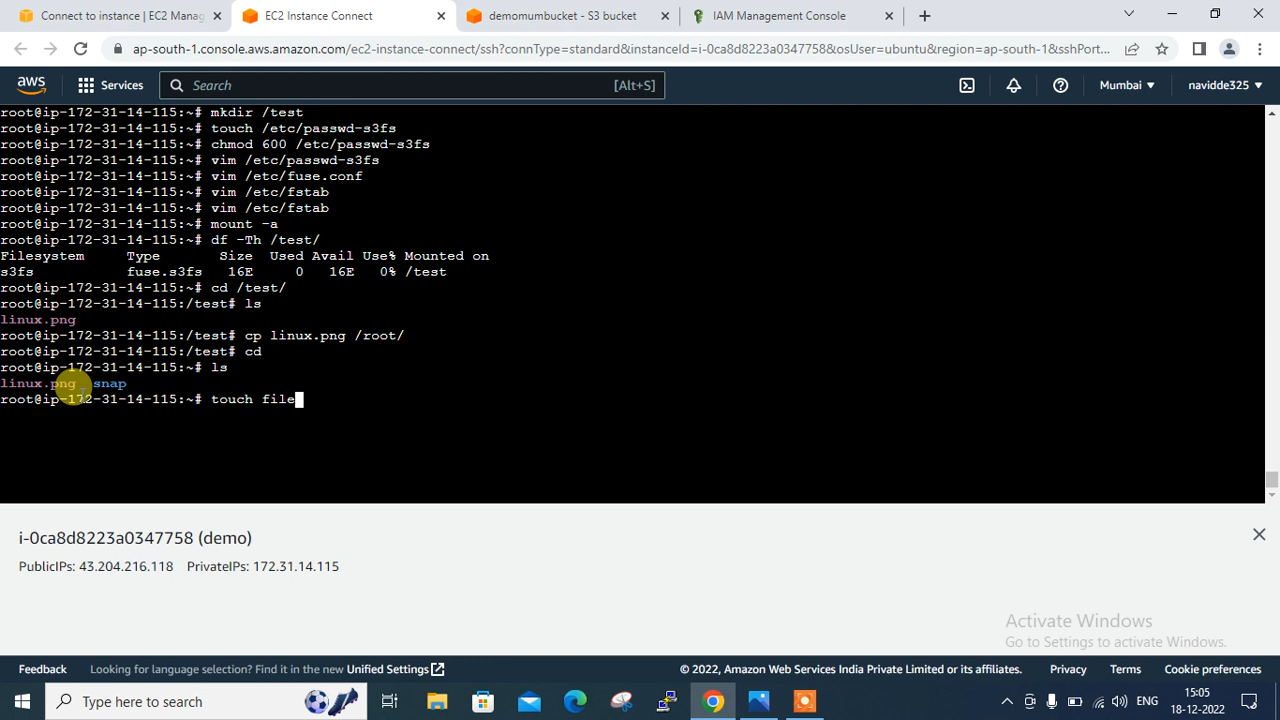 Connect to instance | EC2 Manag
EC2 Instance Connect
demomumbucket - S3 bucket
IAM Management Console
ap-south-1.console.aws.amazon.com/ec2-instance-connect/ssh?connType=standard&instanceId=i-0ca8d8223a0347758&osUser=ubuntu&region=ap-south-1&sshPort...
aws
Services
Search
[Alt+S]
Mumbai
navidde325
root@ip-172-31-14-115:~# mkdir /test
root@ip-172-31-14-115:~# touch /etc/passwd-s3fs
root@ip-172-31-14-115:~# chmod 600 /etc/passwd-s3fs
root@ip-172-31-14-115:~# vim /etc/passwd-s3fs
root@ip-172-31-14-115:~# vim /etc/fuse.conf
root@ip-172-31-14-115:~# vim /etc/fstab
root@ip-172-31-14-115:~# vim /etc/fstab
root@ip-172-31-14-115:~# mount -a
root@ip-172-31-14-115:~# df -Th /test/
Filesystem Type Size Used Avail Use% Mounted on
s3fs fuse.s3fs 16E 0 16E 0% /test
root@ip-172-31-14-115:~# cd /test/
root@ip-172-31-14-115:/test# ls
linux.png
root@ip-172-31-14-115:/test# cp linux.png /root/
root@ip-172-31-14-115:/test# cd
root@ip-172-31-14-115:~# ls
linux.png snap
root@ip-172-31-14-115:~# touch file
i-0ca8d8223a0347758 (demo)
PublicIPs: 43.204.216.118 PrivateIPs: 172.31.14.115
Activate Windows
Go to Settings to activate Windows.
Feedback
Looking for language selection? Find it in the new Unified Settings
© 2022, Amazon Web Services India Private Limited or its affiliates.
Privacy
Terms
Cookie preferences
Type here to search
ENG
15:05
18-12-2022